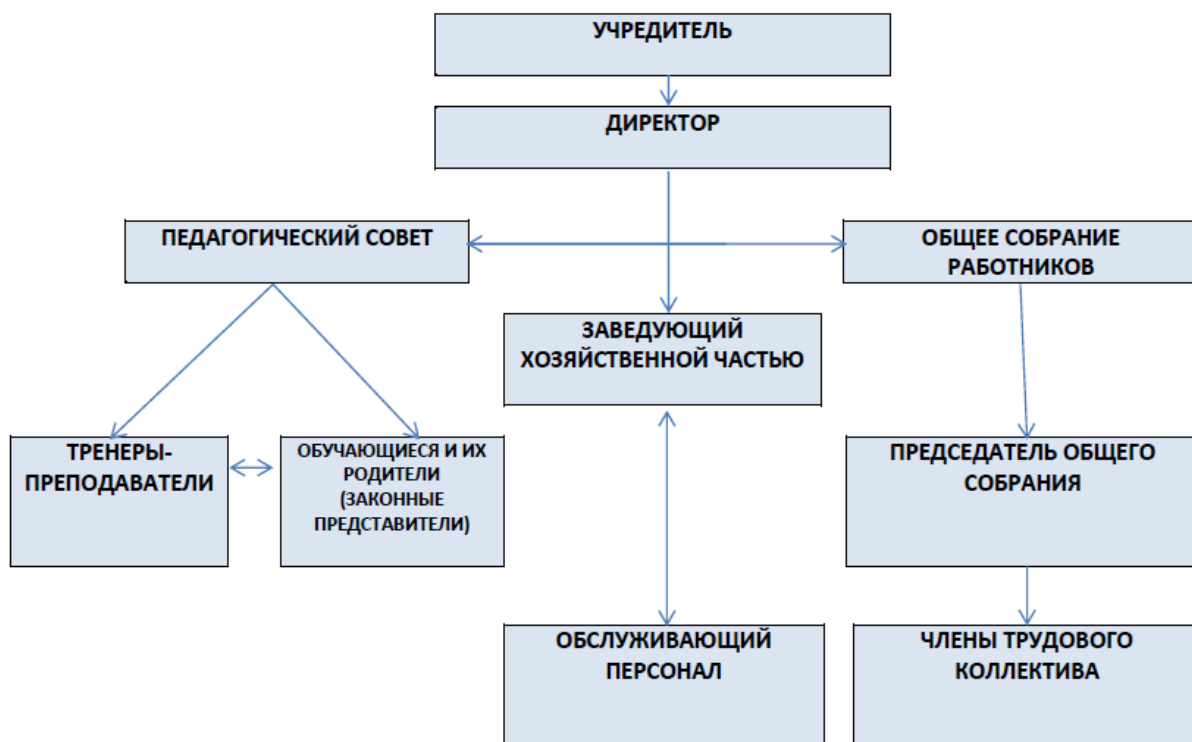 УЧРЕДИТЕЛЬ
ДИРЕКТОР
ПЕДАГОГИЧЕСКИЙ СОВЕТ
ОБЩЕЕ СОБРАНИЕ
РАБОТНИКОВ
ЗАВЕДУЮЩИЙ
ХОЗЯЙСТВЕННОЙ ЧАСТЬЮ
ТРЕНЕРЫ-
ПРЕПОДАВАТЕЛИ
ОБУЧАЮЩИЕСЯ И ИХ
РОДИТЕЛИ
(ЗАКОННЫЕ
ПРЕДСТАВИТЕЛИ)
ПРЕДСЕДАТЕЛЬ ОБЩЕГО
СОБРАНИЯ
ОБСЛУЖИВАЮЩИЙ
ПЕРСОНАЛ
ЧЛЕНЫ ТРУДОВОГО
КОЛЛЕКТИВА